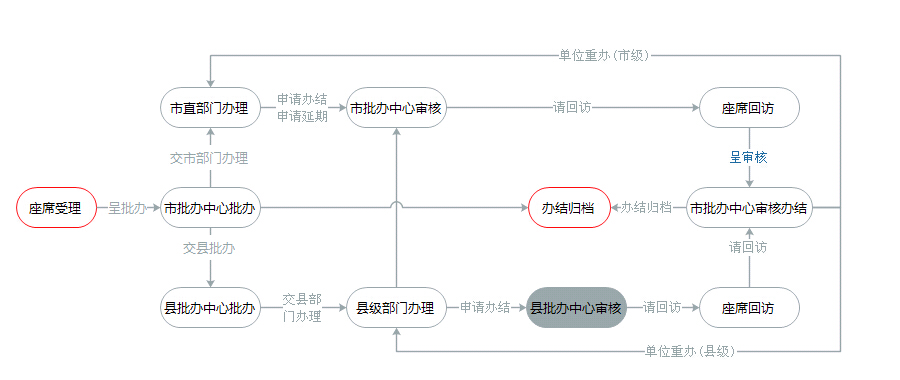 单位重办(市级)
市直部门办理
申请办结
申请延期
市批办中心审核
请回访
座席回访
交市部门办理
呈审核
座席受理
呈批办
市批办中心批办
办结归档
办结归档
市批办中心审核办结
交县批办
请回访
县批办中心批办
交县部
门办理
县级部门办理
申请办结
县批办中心审核
请回访
座席回访
单位重办(县级)